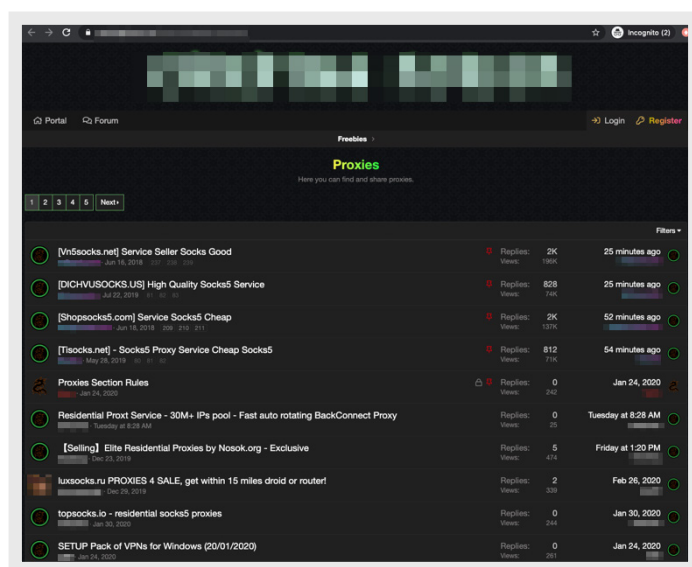 Incognito (2)
Portal Forum Login Register
Freebies >
Proxies
Here you can find and share proxies.
1 2 3 4 5 Next›
Filters ▾
[Vn5socks.net] Service Seller Socks Good Replies: 2K 25 minutes ago
Jun 16, 2018 237 238 239 Views: 196K
[DICHVUSOCKS.US] High Quality Socks5 Service Replies: 828 25 minutes ago
Jul 22, 2019 81 82 83 Views: 74K
[Shopsocks5.com] Service Socks5 Cheap Replies: 2K 52 minutes ago
Jun 16, 2018 209 210 211 Views: 137K
[Tisocks.net] - Socks5 Proxy Service Cheap Socks5 Replies: 812 54 minutes ago
May 28, 2019 Views: 71K
Proxies Section Rules Replies: 0 Jan 24, 2020
Jan 24, 2020 Views: 242
Residential Proxt Service - 30M+ IPs pool - Fast auto rotating BackConnect Proxy Replies: 0 Tuesday at 8:28 AM
Tuesday at 8:28 AM Views: 25
【Selling】Elite Residential Proxies by Nosok.org - Exclusive Replies: 5 Friday at 1:20 PM
Dec 23, 2019 Views: 474
luxsocks.ru PROXIES 4 SALE, get within 15 miles droid or router! Replies: 2 Feb 26, 2020
Dec 29, 2019 Views: 339
topsocks.io - residential socks5 proxies Replies: 0 Jan 30, 2020
Jan 30, 2020 Views: 244
SETUP Pack of VPNs for Windows (20/01/2020) Replies: 0 Jan 24, 2020
Jan 24, 2020 Views: 261